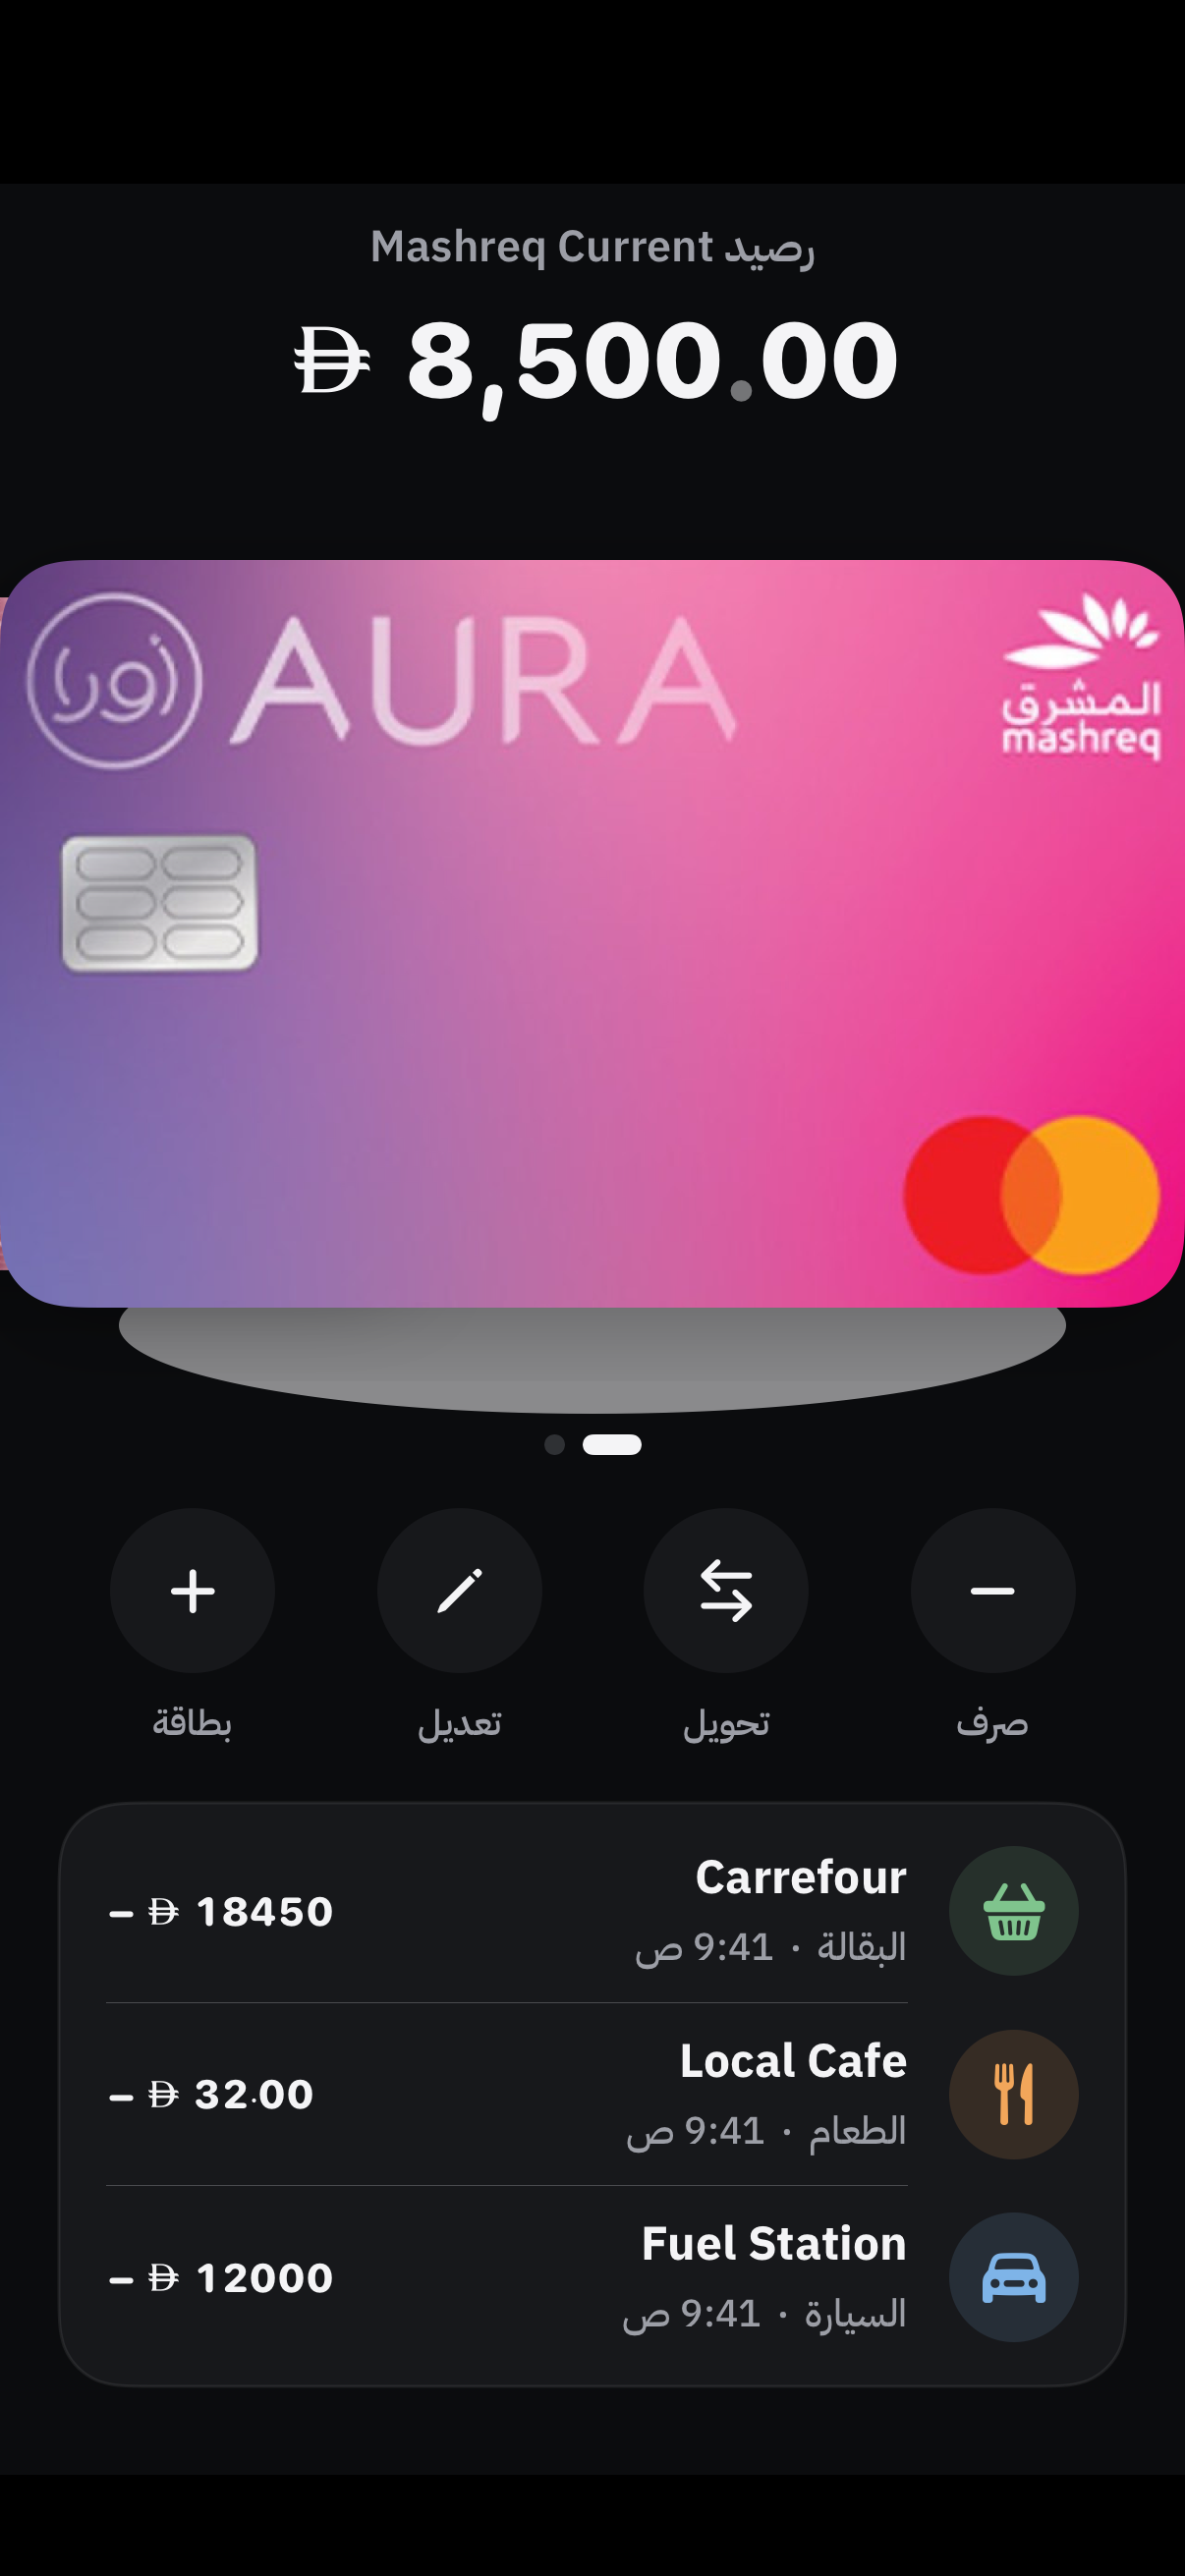 رصيد Mashreq Current
8,500.00
نورا AURA
المشرق
mashreq
صرف
تحويل
تعديل
بطاقة
Carrefour
البقالة · 9:41 ص
– 18450
Local Cafe
الطعام · 9:41 ص
– 32.00
Fuel Station
السيارة · 9:41 ص
– 12000